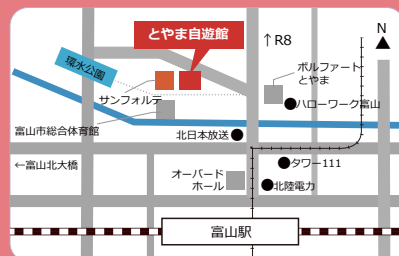 とやま自遊館
↑R8
N
環水公園
ボルファート
とやま
サンフォルテ
ハローワーク富山
富山市総合体育館
北日本放送
←富山北大橋
タワー111
オーバード
ホール
北陸電力
富山駅